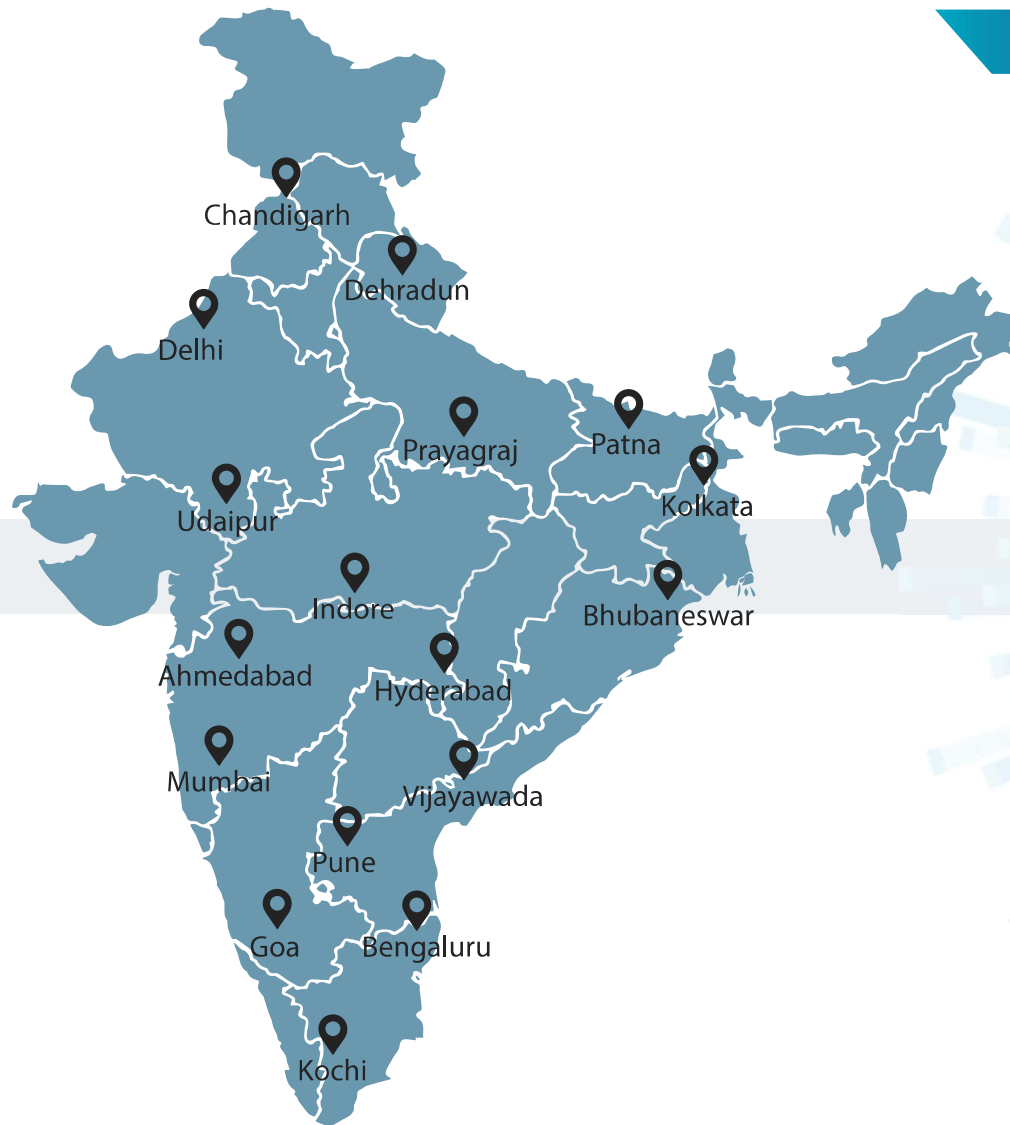 Chandigarh
Dehradun
Delhi
Prayagraj
Patna
Kolkata
Udaipur
Indore
Bhubaneswar
Ahmedabad
Hyderabad
Mumbai
Vijayawada
Pune
Goa
Bengaluru
Kochi